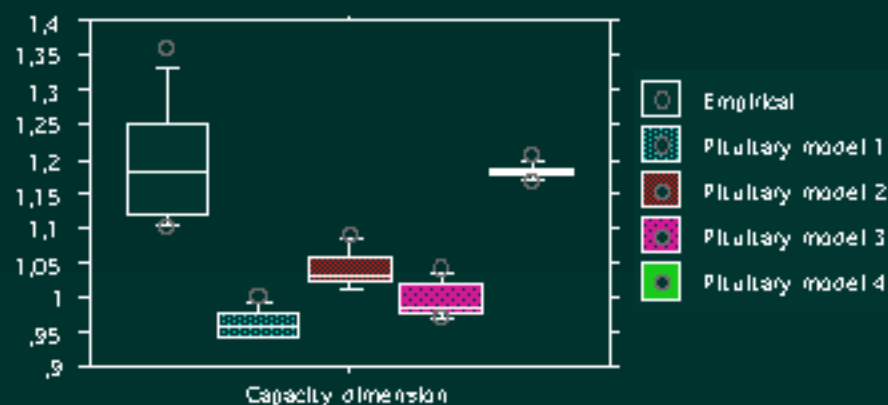 1,4
1,35
1,3
1,25
1,2
1,15
1,1
1,05
1
,95
,9
Capacity dimension
Empirical
Pituitary model 1
Pituitary model 2
Pituitary model 3
Pituitary model 4